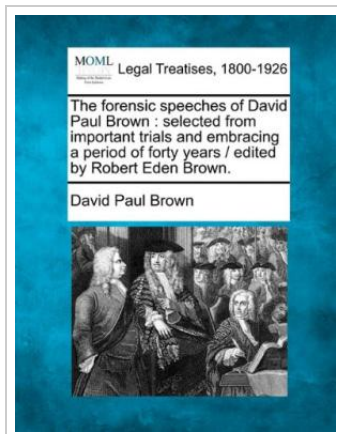 MOML
Legal Treatises, 1800-1926
The forensic speeches of David
Paul Brown : selected from
important trials and embracing
a period of forty years / edited
by Robert Eden Brown.
David Paul Brown